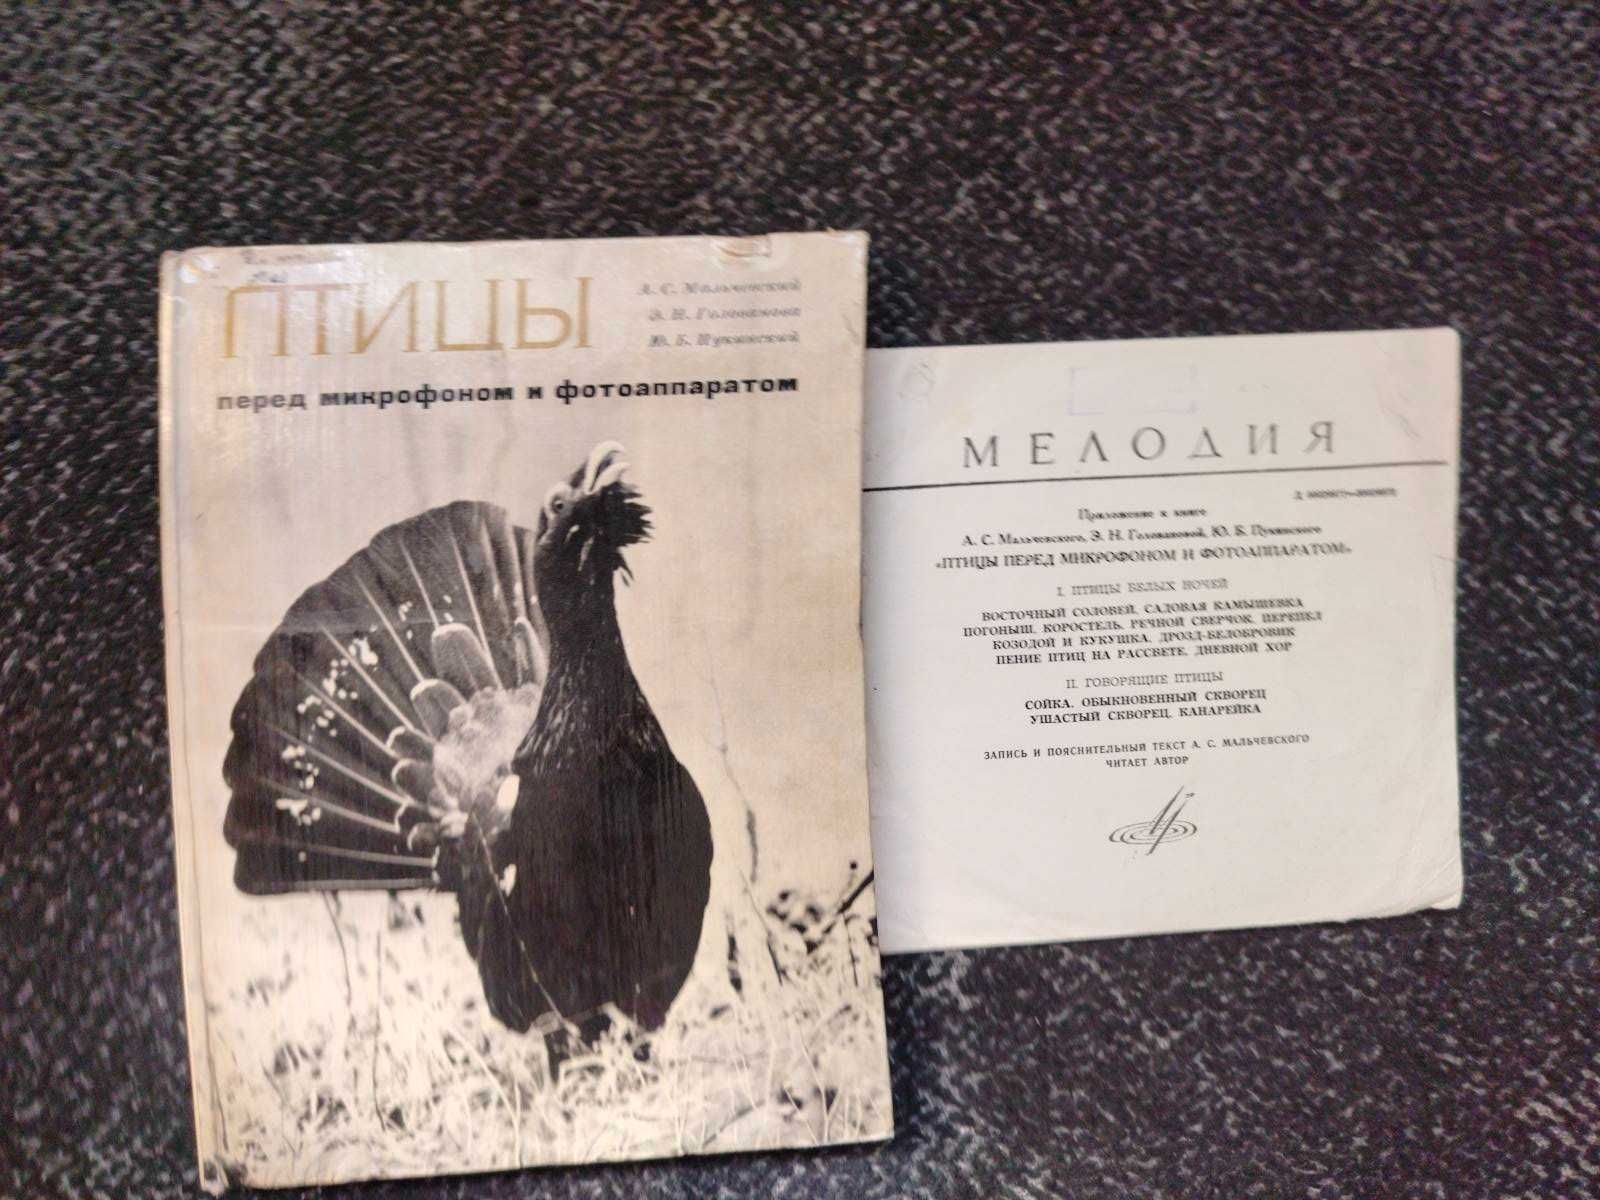 ПТИЦЫ
А. С. Мальчевский
Э. Н. Голованова
Ю. Б. Пукинский
перед микрофоном и фотоаппаратом
МЕЛОДИЯ
Приложение к книге
А. С. Мальчевского, Э. Н. Головановой, Ю. Б. Пукинского
«ПТИЦЫ ПЕРЕД МИКРОФОНОМ И ФОТОАППАРАТОМ»
I. ПТИЦЫ БЕЛЫХ НОЧЕЙ
ВОСТОЧНЫЙ СОЛОВЕЙ, САДОВАЯ КАМЫШЕВКА
ПОГОНЫШ, КОРОСТЕЛЬ, РЕЧНОЙ СВЕРЧОК, ПЕРЕПЕЛ
КОЗОДОЙ И КУКУШКА, ДРОЗД-БЕЛОБРОВИК
ПЕНИЕ ПТИЦ НА РАССВЕТЕ, ДНЕВНОЙ ХОР
II. ГОВОРЯЩИЕ ПТИЦЫ
СОЙКА, ОБЫКНОВЕННЫЙ СКВОРЕЦ
УШАСТЫЙ СКВОРЕЦ, КАНАРЕЙКА
ЗАПИСЬ И ПОЯСНИТЕЛЬНЫЙ ТЕКСТ А. С. МАЛЬЧЕВСКОГО
ЧИТАЕТ АВТОР